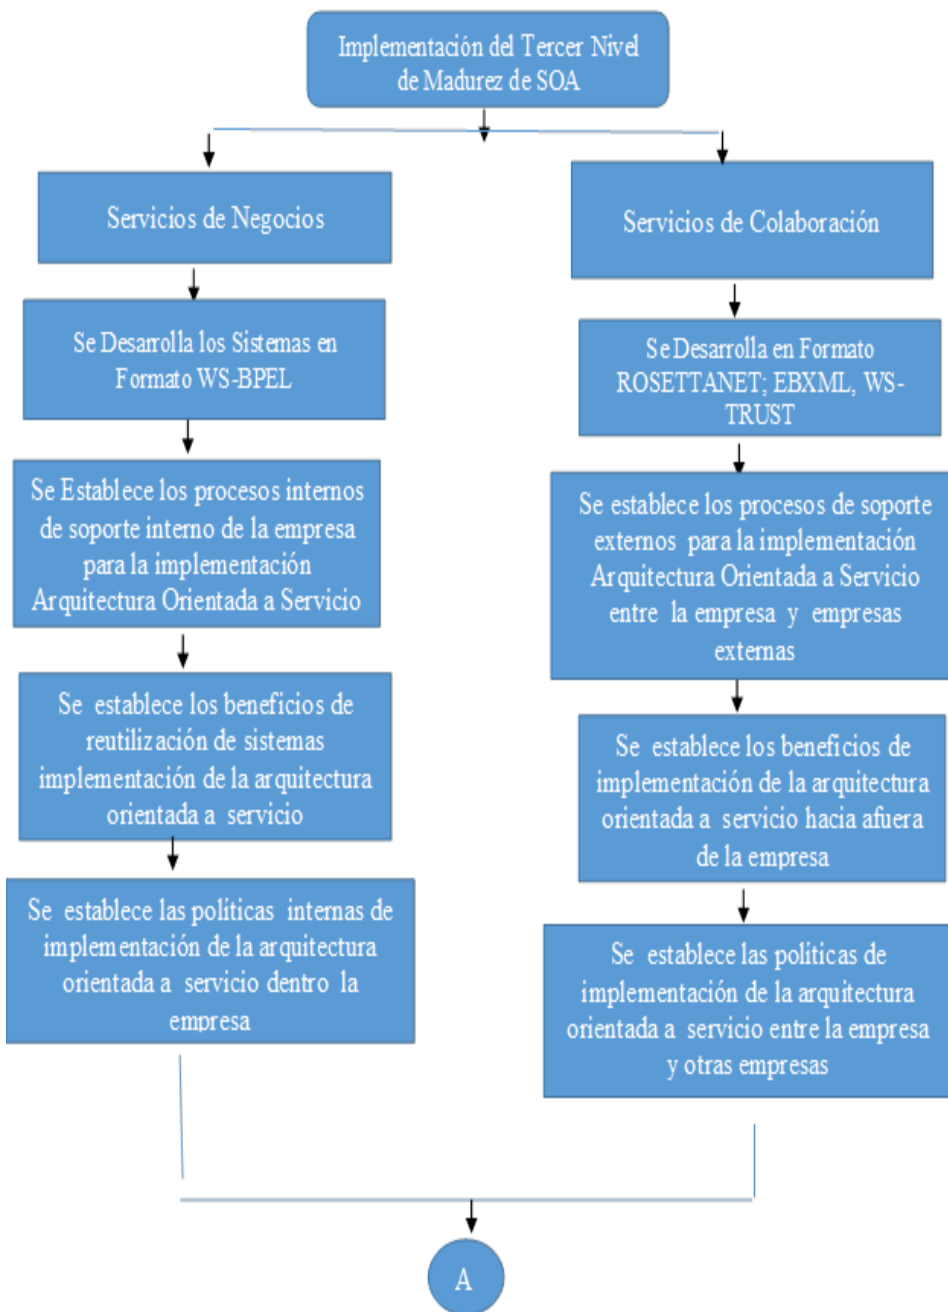 Implementación del Tercer Nivel
de Madurez de SOA
Servicios de Negocios
Servicios de Colaboración
Se Desarrolla los Sistemas en
Formato WS-BPEL
Se Desarrolla en Formato
ROSETTANET; EBXML, WS-
TRUST
Se Establece los procesos internos
de soporte interno de la empresa
para la implementación
Arquitectura Orientada a Servicio
Se establece los procesos de soporte
externos para la implementación
Arquitectura Orientada a Servicio
entre la empresa y empresas
externas
Se establece los beneficios de
reutilización de sistemas
implementación de la arquitectura
orientada a servicio
Se establece los beneficios de
implementación de la arquitectura
orientada a servicio hacia afuera
de la empresa
Se establece las políticas internas de
implementación de la arquitectura
orientada a servicio dentro la
empresa
Se establece las políticas de
implementación de la arquitectura
orientada a servicio entre la empresa
y otras empresas
A